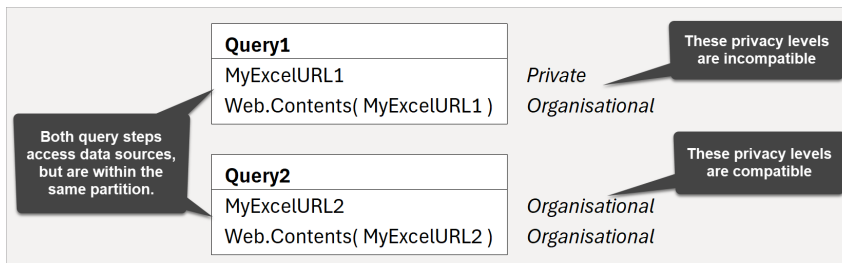 Query1
MyExcelURL1
Private
Web.Contents( MyExcelURL1 )
Organisational
These privacy levels
are incompatible
Both query steps
access data sources,
but are within the
same partition.
Query2
MyExcelURL2
Organisational
Web.Contents( MyExcelURL2 )
Organisational
These privacy levels
are compatible